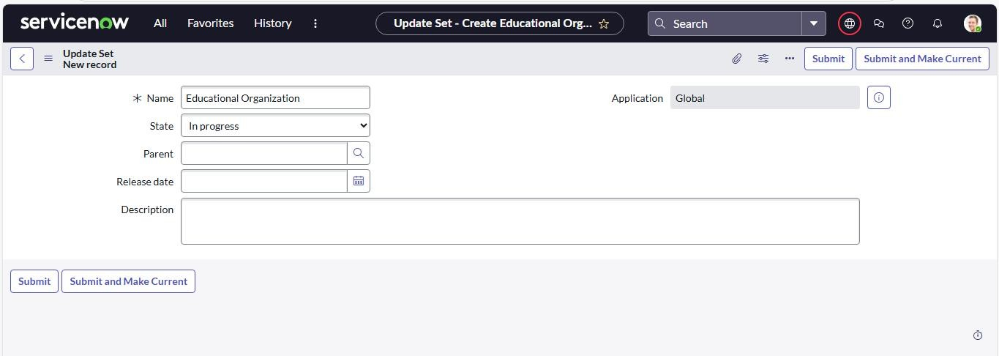 servicenow All Favorites History Update Set - Create Educational Org... Search
Update Set
New record
Submit Submit and Make Current
Name Educational Organization Application Global
State In progress
Parent
Release date
Description
Submit Submit and Make Current